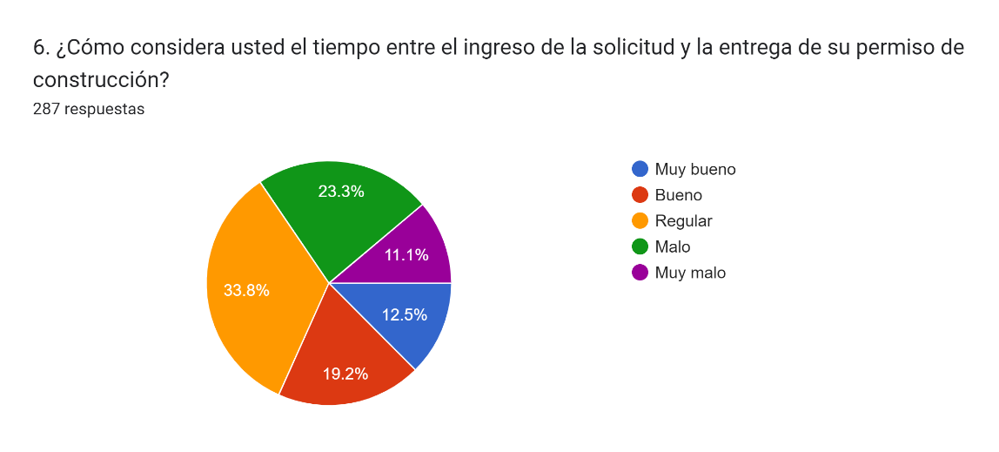 6. ¿Cómo considera usted el tiempo entre el ingreso de la solicitud y la entrega de su permiso de
construcción?
287 respuestas
23.3%
11.1%
33.8%
12.5%
19.2%
Muy bueno
Bueno
Regular
Malo
Muy malo